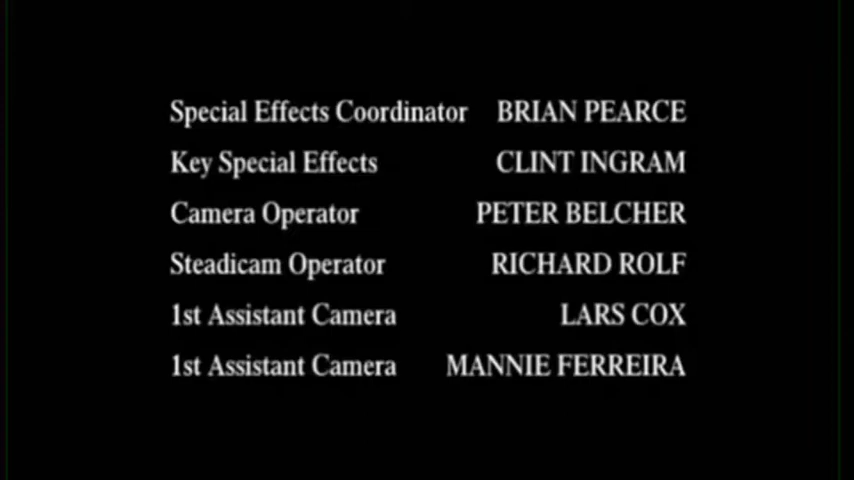 Special Effects Coordinator BRIAN PEARCE
Key Special Effects CLINT INGRAM
Camera Operator PETER BELCHER
Steadicam Operator RICHARD ROLF
1st Assistant Camera LARS COX
1st Assistant Camera MANNIE FERREIRA